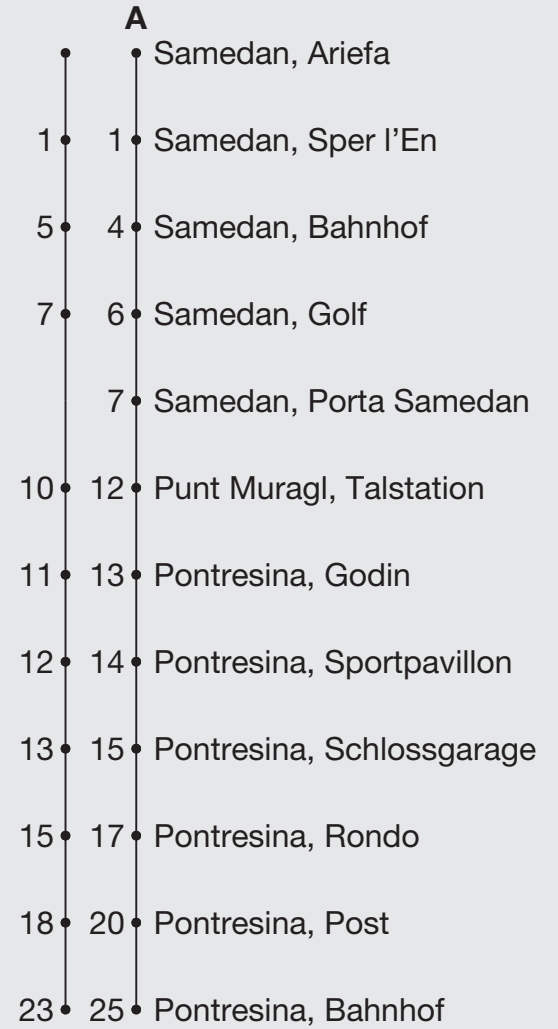 A
Samedan, Ariefa
1 1 Samedan, Sper l'En
5 4 Samedan, Bahnhof
7 6 Samedan, Golf
7 Samedan, Porta Samedan
10 12 Punt Muragl, Talstation
11 13 Pontresina, Godin
12 14 Pontresina, Sportpavillon
13 15 Pontresina, Schlossgarage
15 17 Pontresina, Rondo
18 20 Pontresina, Post
23 25 Pontresina, Bahnhof